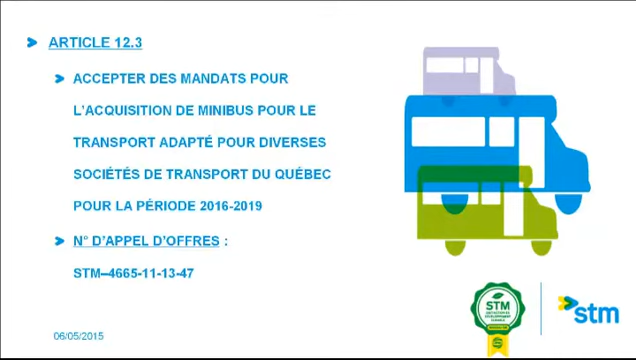 ARTICLE 12.3
ACCEPTER DES MANDATS POUR
L'ACQUISITION DE MINIBUS POUR LE
TRANSPORT ADAPTÉ POUR DIVERSES
SOCIÉTÉS DE TRANSPORT DU QUÉBEC
POUR LA PÉRIODE 2016-2019
N° D'APPEL D'OFFRES :
STM–4665-11-13-47
STM
stm
06/05/2015